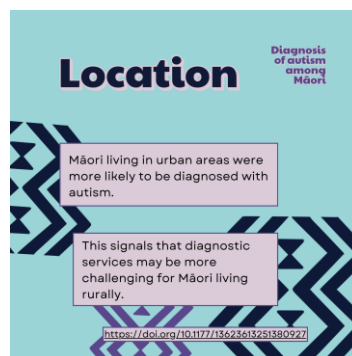 Location
Diagnosis
of autism
among
Māori
Māori living in urban areas were
more likely to be diagnosed with
autism.
This signals that diagnostic
services may be more
challenging for Māori living
rurally.
https://doi.org/10.1177/13623613251380927